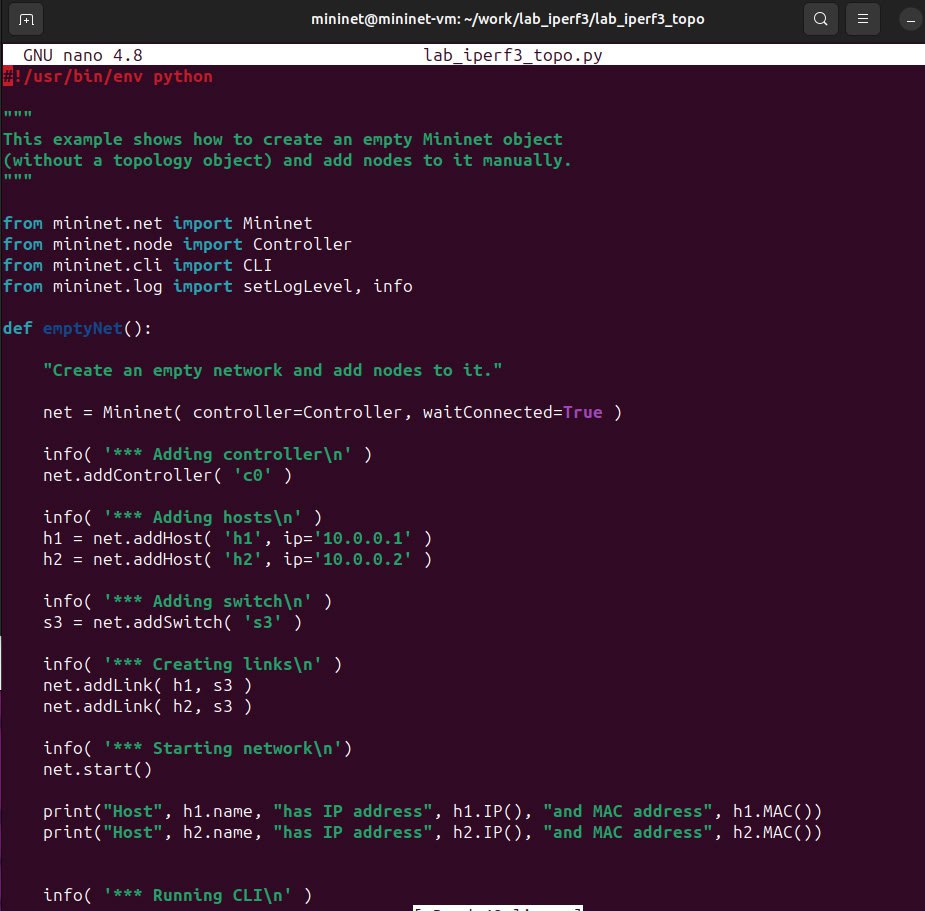 mininet@mininet-vm: ~/work/lab_iperf3/lab_iperf3_topo
GNU nano 4.8 lab_iperf3_topo.py
#!/usr/bin/env python
"""
This example shows how to create an empty Mininet object
(without a topology object) and add nodes to it manually.
"""
from mininet.net import Mininet
from mininet.node import Controller
from mininet.cli import CLI
from mininet.log import setLogLevel, info
def emptyNet():
"Create an empty network and add nodes to it."
net = Mininet( controller=Controller, waitConnected=True )
info( '*** Adding controller\n' )
net.addController( 'c0' )
info( '*** Adding hosts\n' )
h1 = net.addHost( 'h1', ip='10.0.0.1' )
h2 = net.addHost( 'h2', ip='10.0.0.2' )
info( '*** Adding switch\n' )
s3 = net.addSwitch( 's3' )
info( '*** Creating links\n' )
net.addLink( h1, s3 )
net.addLink( h2, s3 )
info( '*** Starting network\n')
net.start()
print("Host", h1.name, "has IP address", h1.IP(), "and MAC address", h1.MAC())
print("Host", h2.name, "has IP address", h2.IP(), "and MAC address", h2.MAC())
info( '*** Running CLI\n' )